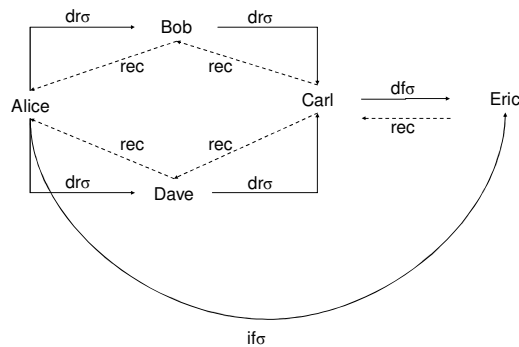 drσ Bob drσ
rec rec
Alice Carl dfσ Eric
rec
rec rec
drσ Dave drσ
ifσ